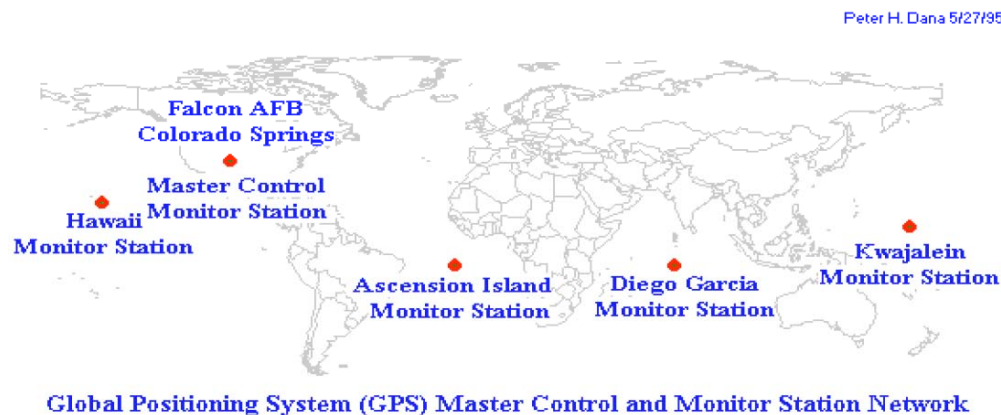 Peter H. Dana 5/27/95
Falcon AFB
Colorado Springs
Master Control
Monitor Station
Hawaii
Monitor Station
Ascension Island
Monitor Station
Diego Garcia
Monitor Station
Kwajalein
Monitor Station
Global Positioning System (GPS) Master Control and Monitor Station Network